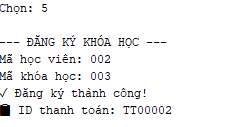 Chọn: 5
--- ĐĂNG KÝ KHÓA HỌC ---
Mã học viên: 002
Mã khóa học: 003
✓ Đăng ký thành công!
ID thanh toán: TT00002